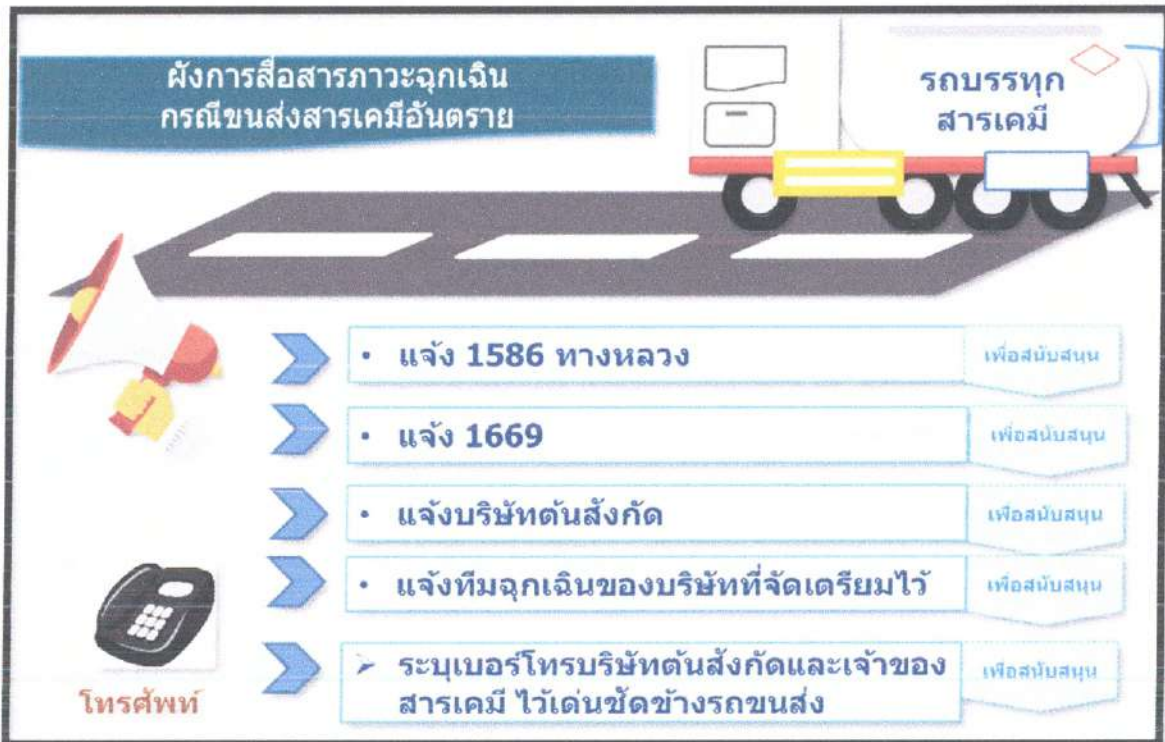 ผังการสื่อสารภาวะฉุกเฉิน
กรณีขนส่งสารเคมีอันตราย
รถบรรทุก
สารเคมี
• แจ้ง 1586 ทางหลวง
เพื่อสนับสนุน
• แจ้ง 1669
เพื่อสนับสนุน
• แจ้งบริษัทต้นสังกัด
เพื่อสนับสนุน
• แจ้งทีมฉุกเฉินของบริษัทที่จัดเตรียมไว้
เพื่อสนับสนุน
➢ ระบุเบอร์โทรบริษัทต้นสังกัดและเจ้าของ
สารเคมี ไว้เด่นชัดข้างรถขนส่ง
เพื่อสนับสนุน
โทรศัพท์